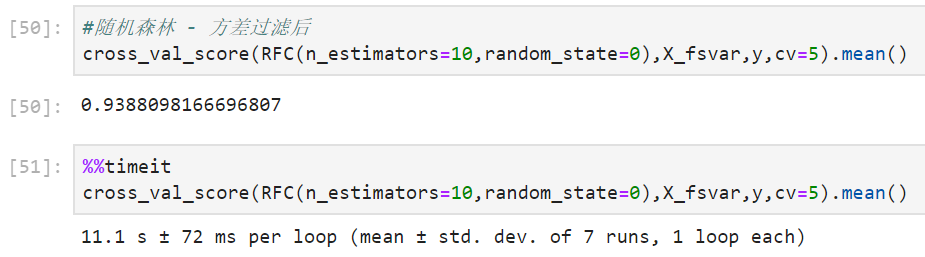 [50]: #随机森林 - 方差过滤后
cross_val_score(RFC(n_estimators=10,random_state=0),X_fsvar,y,cv=5).mean()
[50]: 0.9388098166696807
[51]: %%timeit
cross_val_score(RFC(n_estimators=10,random_state=0),X_fsvar,y,cv=5).mean()
11.1 s ± 72 ms per loop (mean ± std. dev. of 7 runs, 1 loop each)